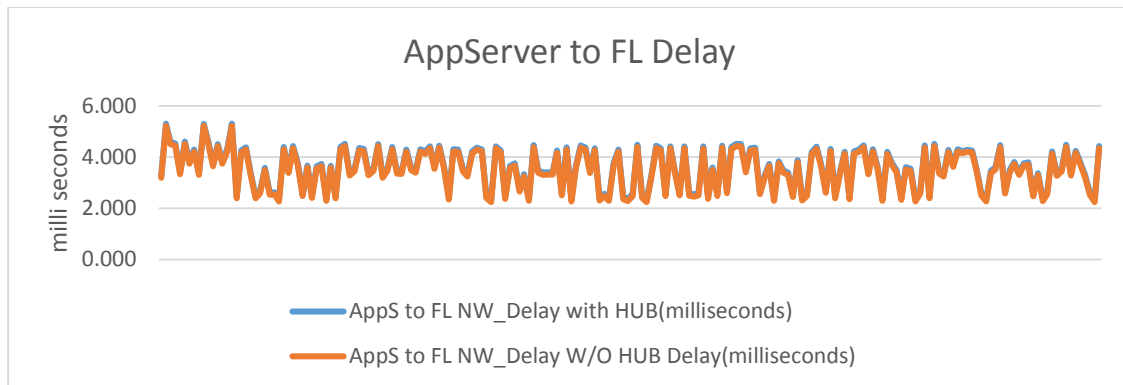 AppServer to FL Delay
milli seconds
6.000
4.000
2.000
0.000
AppS to FL NW_Delay with HUB(milliseconds)
AppS to FL NW_Delay W/O HUB Delay(milliseconds)